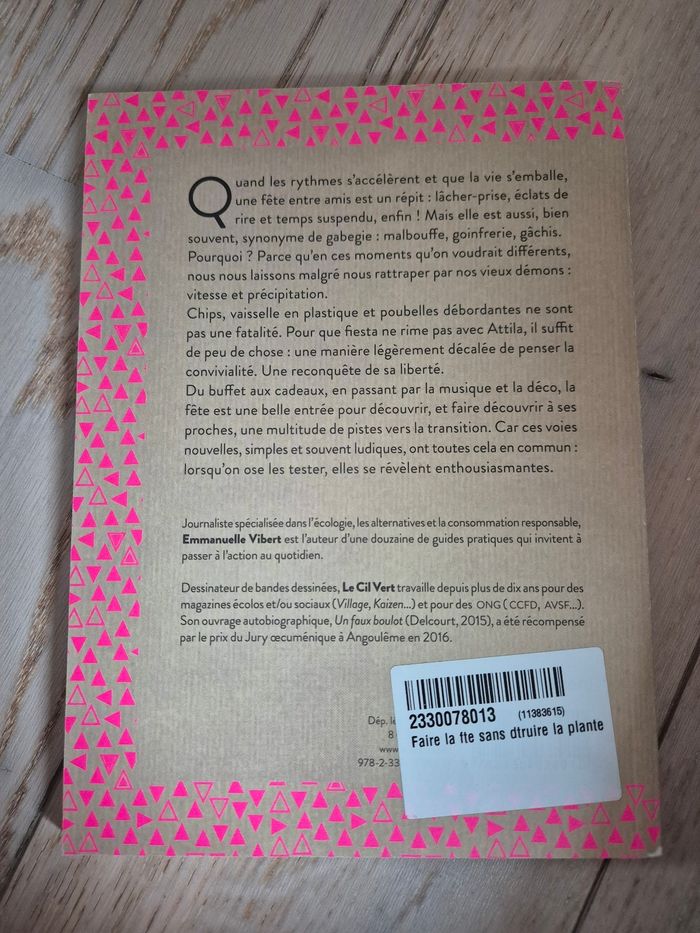 Quand les rythmes s'accélèrent et que la vie s'emballe,
une fête entre amis est un répit : lâcher-prise, éclats de
rire et temps suspendu, enfin ! Mais elle est aussi, bien
souvent, synonyme de gabegie : malbouffe, goinfrerie, gâchis.
Pourquoi ? Parce qu'en ces moments qu'on voudrait différents,
nous nous laissons malgré nous rattraper par nos vieux démons :
vitesse et précipitation.
Chips, vaisselle en plastique et poubelles débordantes ne sont
pas une fatalité. Pour que fiesta ne rime pas avec Attila, il suffit
de peu de chose : une manière légèrement décalée de penser la
convivialité. Une reconquête de sa liberté.
Du buffet aux cadeaux, en passant par la musique et la déco, la
fête est une belle entrée pour découvrir, et faire découvrir à ses
proches, une multitude de pistes vers la transition. Car ces voies
nouvelles, simples et souvent ludiques, ont toutes cela en commun :
lorsqu'on ose les tester, elles se révèlent enthousiasmantes.
Journaliste spécialisée dans l'écologie, les alternatives et la consommation responsable,
Emmanuelle Vibert est l'auteur d'une douzaine de guides pratiques qui invitent à
passer à l'action au quotidien.
Dessinateur de bandes dessinées, Le Cil Vert travaille depuis plus de dix ans pour des
magazines écolos et/ou sociaux (Village, Kaizen...) et pour des ONG (CCFD, AVSF...).
Son ouvrage autobiographique, Un faux boulot (Delcourt, 2015), a été récompensé
par le prix du Jury œcuménique à Angoulême en 2016.
Dép.
8
www.
978-2-33
2330078013 (11383615)
Faire la fte sans dtruire la plante